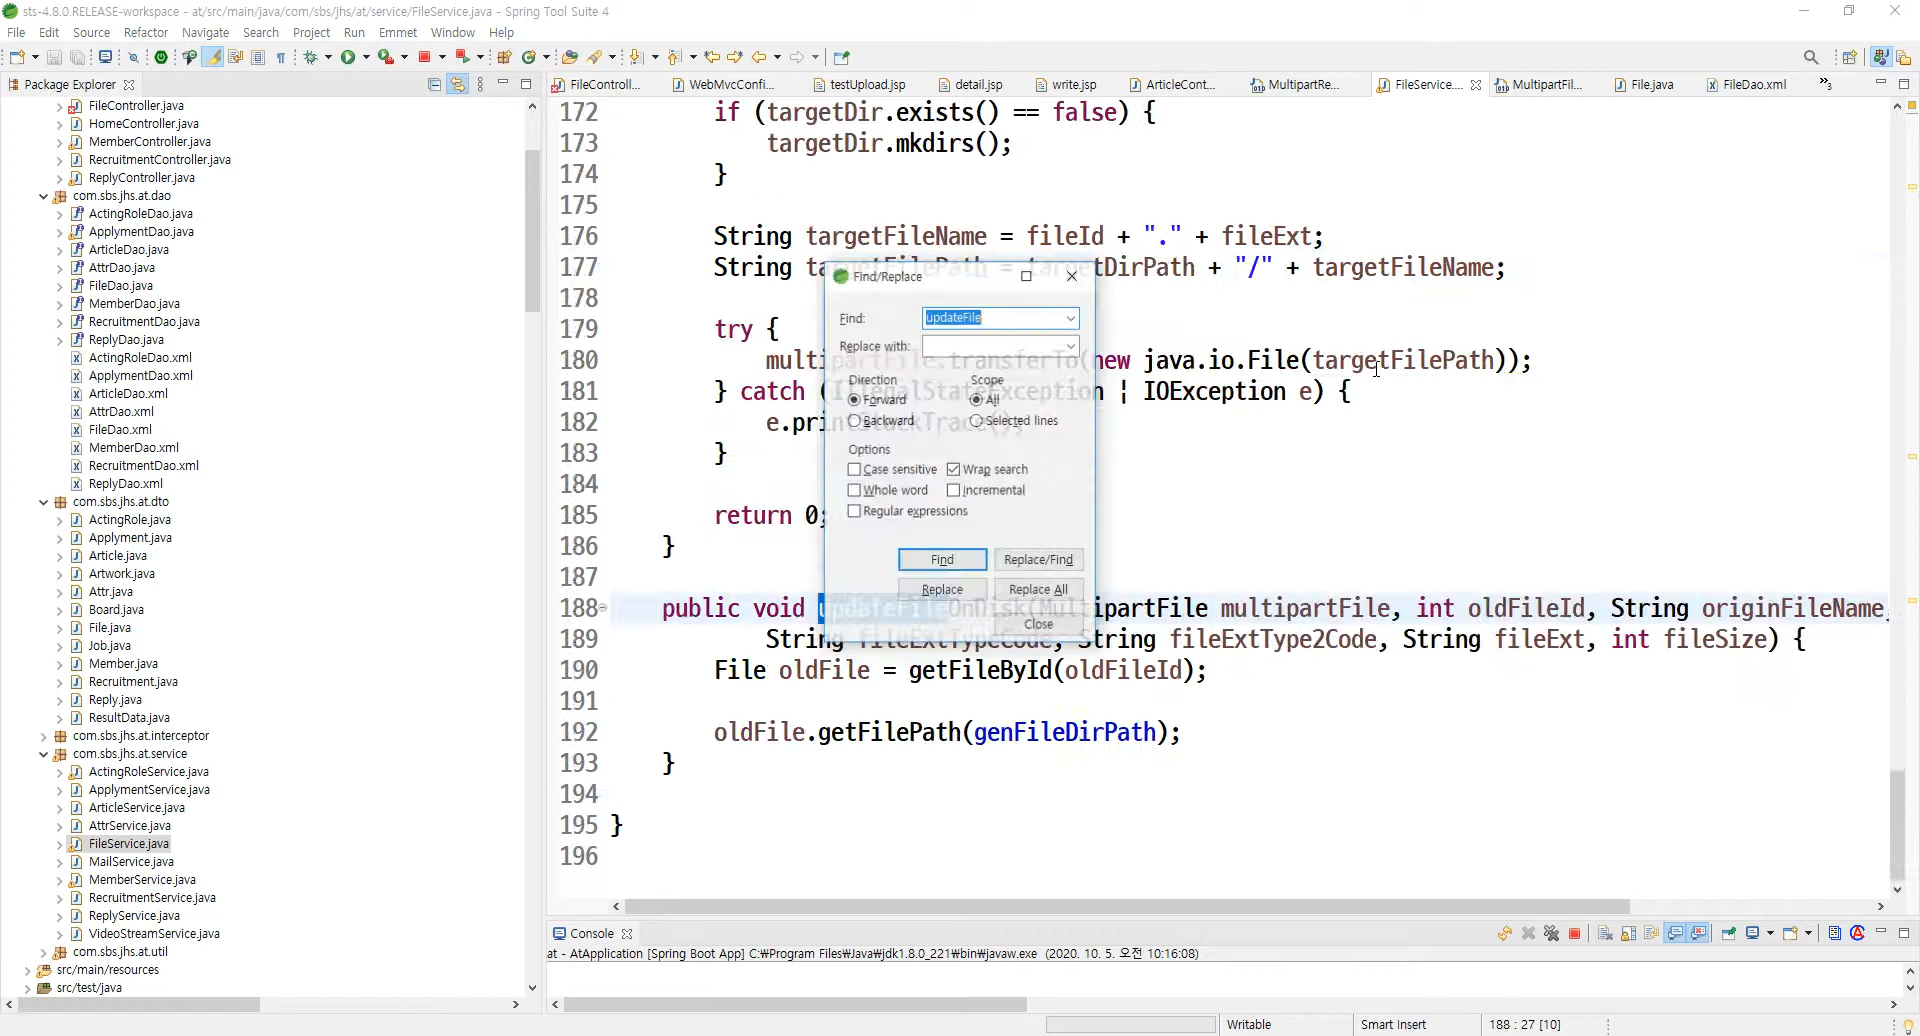 sts-4.8.0.RELEASE-workspace - at/src/main/java/com/sbs/jhs/at/service/FileService.java - Spring Tool Suite 4
File Edit Source Refactor Navigate Search Project Run Emmet Window Help
Package Explorer
FileControll... WebMvcConfi... testUpload.jsp detail.jsp write.jsp ArticleCont... MultipartRe... FileService.... MultipartFil... File.java FileDao.xml »3
FileController.java
HomeController.java
MemberController.java
RecruitmentController.java
ReplyController.java
com.sbs.jhs.at.dao
ActingRoleDao.java
ApplymentDao.java
ArticleDao.java
AttrDao.java
FileDao.java
MemberDao.java
RecruitmentDao.java
ReplyDao.java
ActingRoleDao.xml
ApplymentDao.xml
ArticleDao.xml
AttrDao.xml
FileDao.xml
MemberDao.xml
RecruitmentDao.xml
ReplyDao.xml
com.sbs.jhs.at.dto
ActingRole.java
Applyment.java
Article.java
Artwork.java
Attr.java
Board.java
File.java
Job.java
Member.java
Recruitment.java
Reply.java
ResultData.java
com.sbs.jhs.at.interceptor
com.sbs.jhs.at.service
ActingRoleService.java
ApplymentService.java
ArticleService.java
AttrService.java
FileService.java
MailService.java
MemberService.java
RecruitmentService.java
ReplyService.java
VideoStreamService.java
com.sbs.jhs.at.util
src/main/resources
src/test/java
172 if (targetDir.exists() == false) {
173 targetDir.mkdirs();
174 }
175
176 String targetFileName = fileId + "." + fileExt;
177 String targetFilePath = targetDirPath + "/" + targetFileName;
178
179 try {
180 multipartFile.transferTo(new java.io.File(targetFilePath));
181 } catch (IllegalStateException | IOException e) {
182 e.printStackTrace();
183 }
184
185 return 0;
186 }
187
188 public void updateFileOnDisk(MultipartFile multipartFile, int oldFileId, String originFileName,
189 String fileExtTypeCode, String fileExtType2Code, String fileExt, int fileSize) {
190 File oldFile = getFileById(oldFileId);
191
192 oldFile.getFilePath(genFileDirPath);
193 }
194
195 }
196
Find/Replace
Find: updateFile
Replace with:
Direction Scope
Forward All
Backward Selected lines
Options
Case sensitive Wrap search
Whole word Incremental
Regular expressions
Find Replace/Find
Replace Replace All
Close
Console
at - AtApplication [Spring Boot App] C:₩Program Files₩Java₩jdk1.8.0_221₩bin₩javaw.exe (2020. 10. 5. 오전 10:16:08)
Writable Smart Insert 188 : 27 [10]